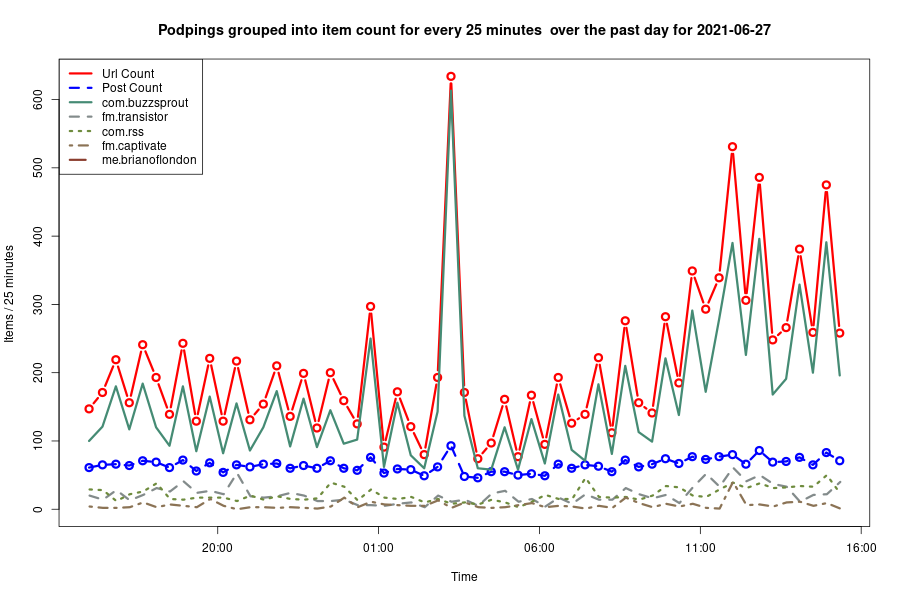 Podpings grouped into item count for every 25 minutes  over the past day for 2021-06-27
Url Count
Post Count
com.buzzsprout
fm.transistor
com.rss
fm.captivate
me.brianoflondon
Items / 25 minutes
600
500
400
300
200
100
0
20:00 01:00 06:00 11:00 16:00
Time